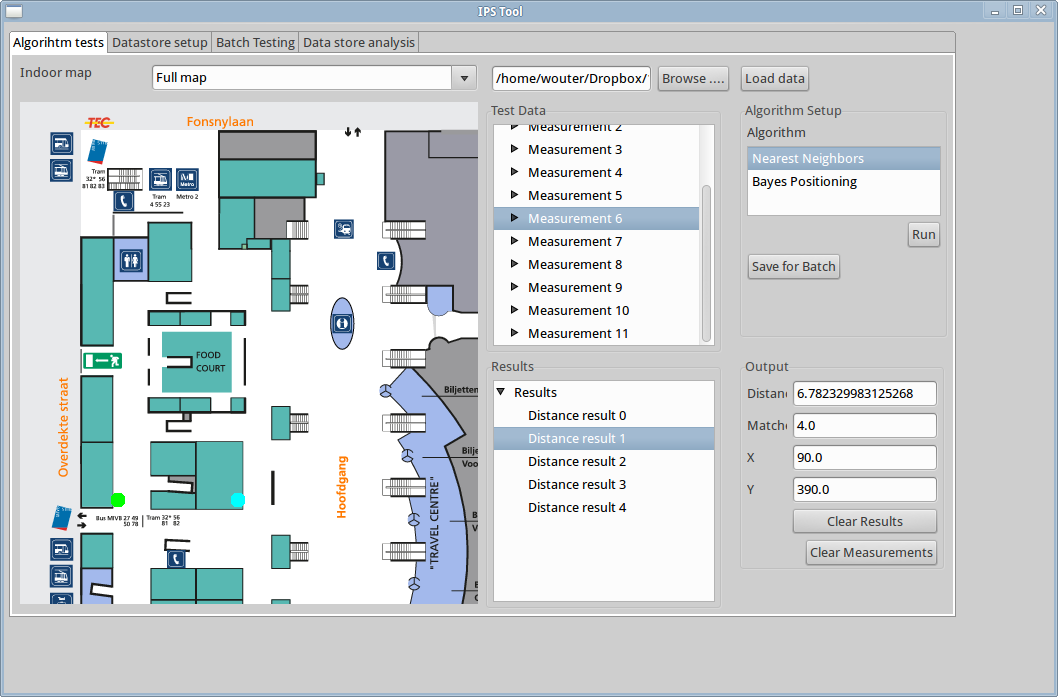 IPS Tool
Algorihtm tests
Datastore setup
Batch Testing
Data store analysis
Indoor map
Full map
/home/wouter/Dropbox/
Browse ....
Load data
TEC
Fonsnylaan
Tram
32* 56
81 82 83
Tram
4 55 23
Metro
Metro 2
FOOD
COURT
Overdekte straat
Hoofdgang
Biljetten
Bilje
Voo
"TRAVEL CENTRE"
B
V
Bus MIVB 27 49
50 78
Tram 32* 56
81 82
Test Data
Measurement 2
Measurement 3
Measurement 4
Measurement 5
Measurement 6
Measurement 7
Measurement 8
Measurement 9
Measurement 10
Measurement 11
Results
Results
Distance result 0
Distance result 1
Distance result 2
Distance result 3
Distance result 4
Algorithm Setup
Algorithm
Nearest Neighbors
Bayes Positioning
Run
Save for Batch
Output
Distan
6.782329983125268
Matche
4.0
X
90.0
Y
390.0
Clear Results
Clear Measurements